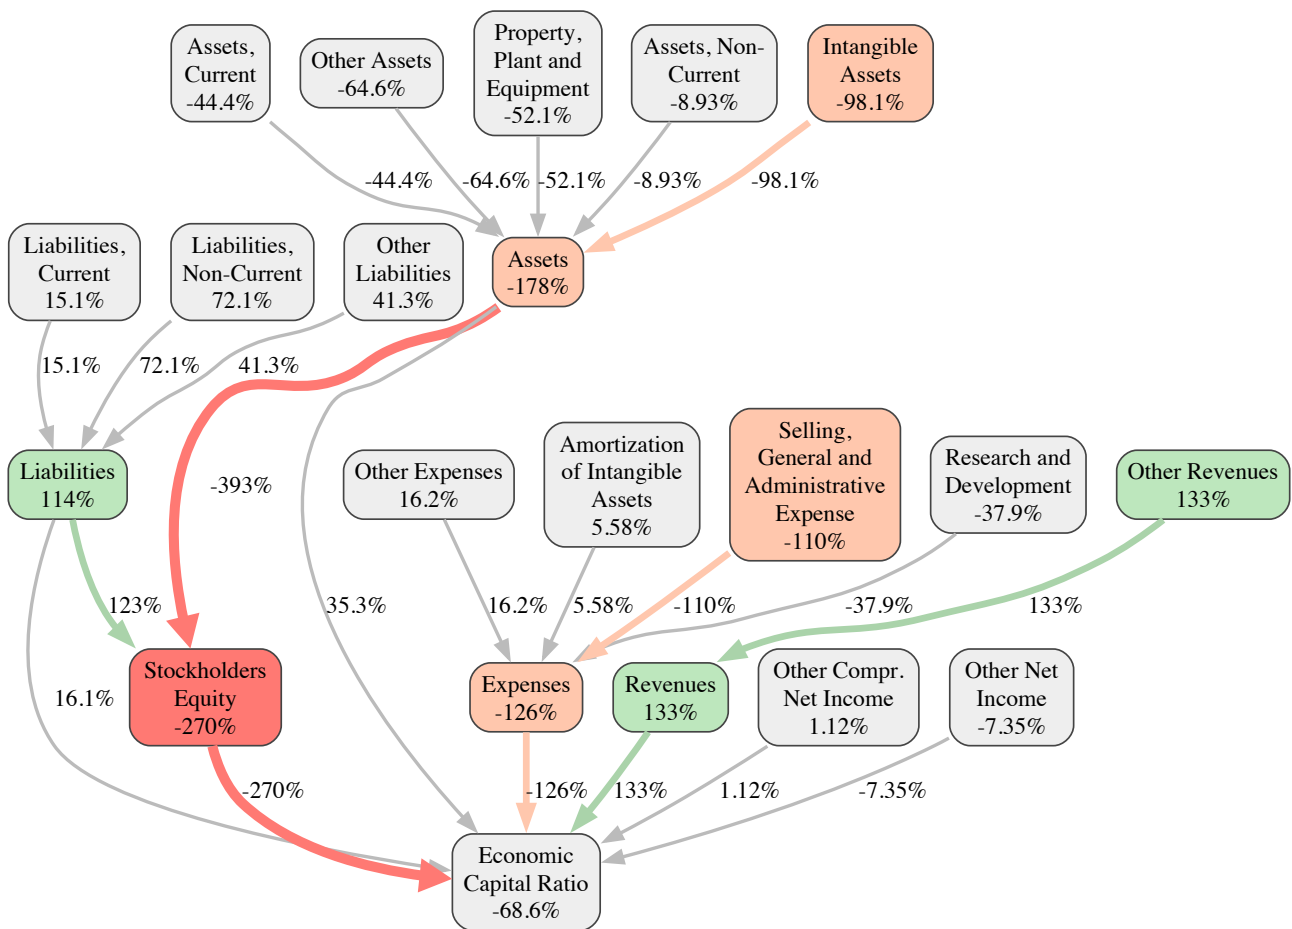 Assets,
Current
-44.4%
Other Assets
-64.6%
Property,
Plant and
Equipment
-52.1%
Assets, Non-
Current
-8.93%
Intangible
Assets
-98.1%
-44.4%
-64.6%
-52.1%
-8.93%
-98.1%
Liabilities,
Current
15.1%
Liabilities,
Non-Current
72.1%
Other
Liabilities
41.3%
Assets
-178%
15.1%
72.1%
41.3%
Liabilities
114%
-393%
Other Expenses
16.2%
Amortization
of Intangible
Assets
5.58%
Selling,
General and
Administrative
Expense
-110%
Research and
Development
-37.9%
Other Revenues
133%
123%
35.3%
16.2%
5.58%
-110%
-37.9%
133%
16.1%
Stockholders
Equity
-270%
Expenses
-126%
Revenues
133%
Other Compr.
Net Income
1.12%
Other Net
Income
-7.35%
-270%
-126%
133%
1.12%
-7.35%
Economic
Capital Ratio
-68.6%